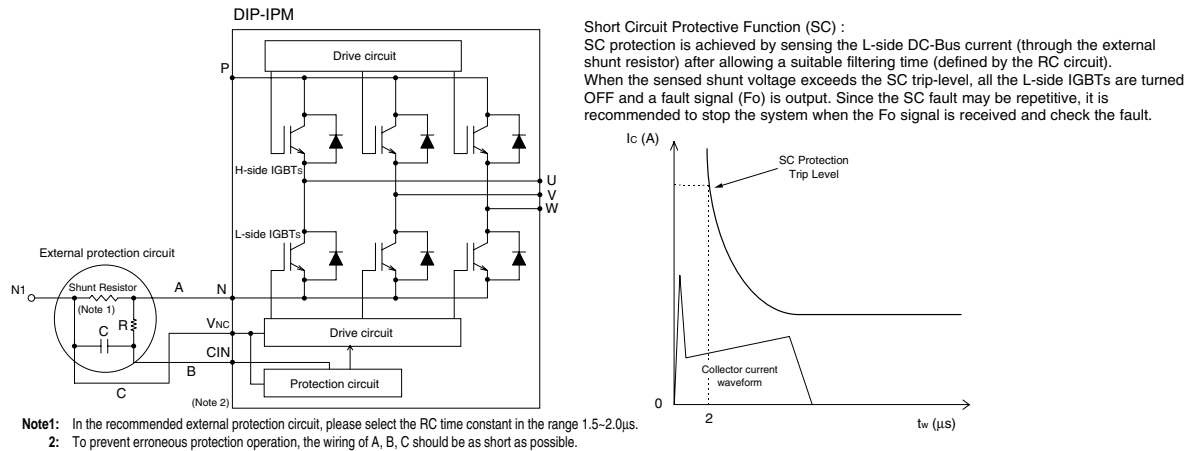 DIP-IPM
Drive circuit
P
H-side IGBTs
U
V
W
L-side IGBTs
External protection circuit
N1
Shunt Resistor
A
N
(Note 1)
R
C
VNC
Drive circuit
CIN
B
C
Protection circuit
(Note 2)
Short Circuit Protective Function (SC) :
SC protection is achieved by sensing the L-side DC-Bus current (through the external
shunt resistor) after allowing a suitable filtering time (defined by the RC circuit).
When the sensed shunt voltage exceeds the SC trip-level, all the L-side IGBTs are turned
OFF and a fault signal (Fo) is output. Since the SC fault may be repetitive, it is
recommended to stop the system when the Fo signal is received and check the fault.
IC (A)
SC Protection
Trip Level
Collector current
waveform
0
2
tw (μs)
Note1: In the recommended external protection circuit, please select the RC time constant in the range 1.5~2.0μs.
2: To prevent erroneous protection operation, the wiring of A, B, C should be as short as possible.